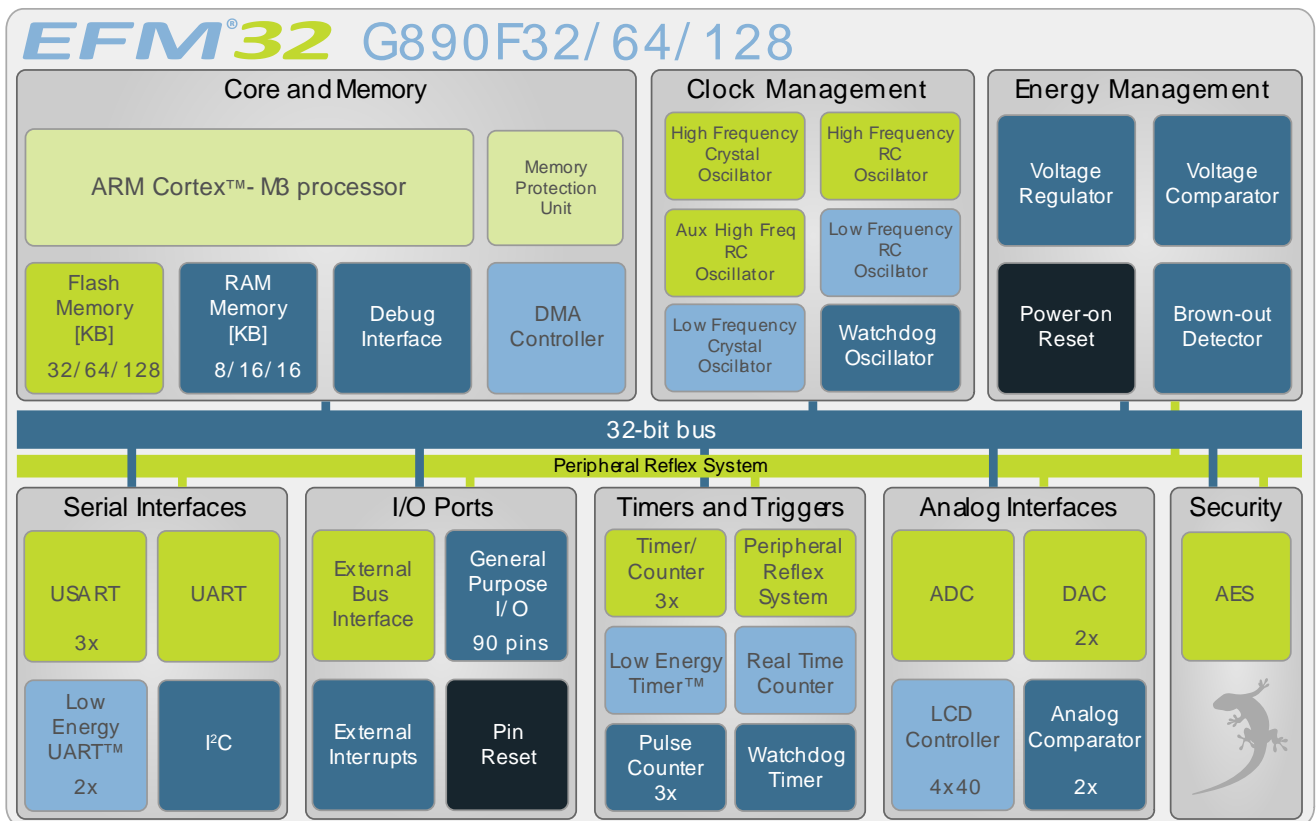 EFM®32 G890F32/64/128
Core and Memory
ARM Cortex™-M3 processor
Memory
Protection
Unit
Flash
Memory
[KB]
32/64/128
RAM
Memory
[KB]
8/16/16
Debug
Interface
DMA
Controller
Clock Management
High Frequency
Crystal
Oscillator
High Frequency
RC
Oscillator
Aux High Freq
RC
Oscillator
Low Frequency
RC
Oscillator
Low Frequency
Crystal
Oscillator
Watchdog
Oscillator
Energy Management
Voltage
Regulator
Voltage
Comparator
Power-on
Reset
Brown-out
Detector
32-bit bus
Peripheral Reflex System
Serial Interfaces
USART
3x
UART
Low
Energy
UART™
2x
I²C
I/O Ports
External
Bus
Interface
General
Purpose
I/O
90 pins
External
Interrupts
Pin
Reset
Timers and Triggers
Timer/
Counter
3x
Peripheral
Reflex
System
Low Energy
Timer™
Real Time
Counter
Pulse
Counter
3x
Watchdog
Timer
Analog Interfaces
ADC
DAC
2x
LCD
Controller
4x40
Analog
Comparator
2x
Security
AES